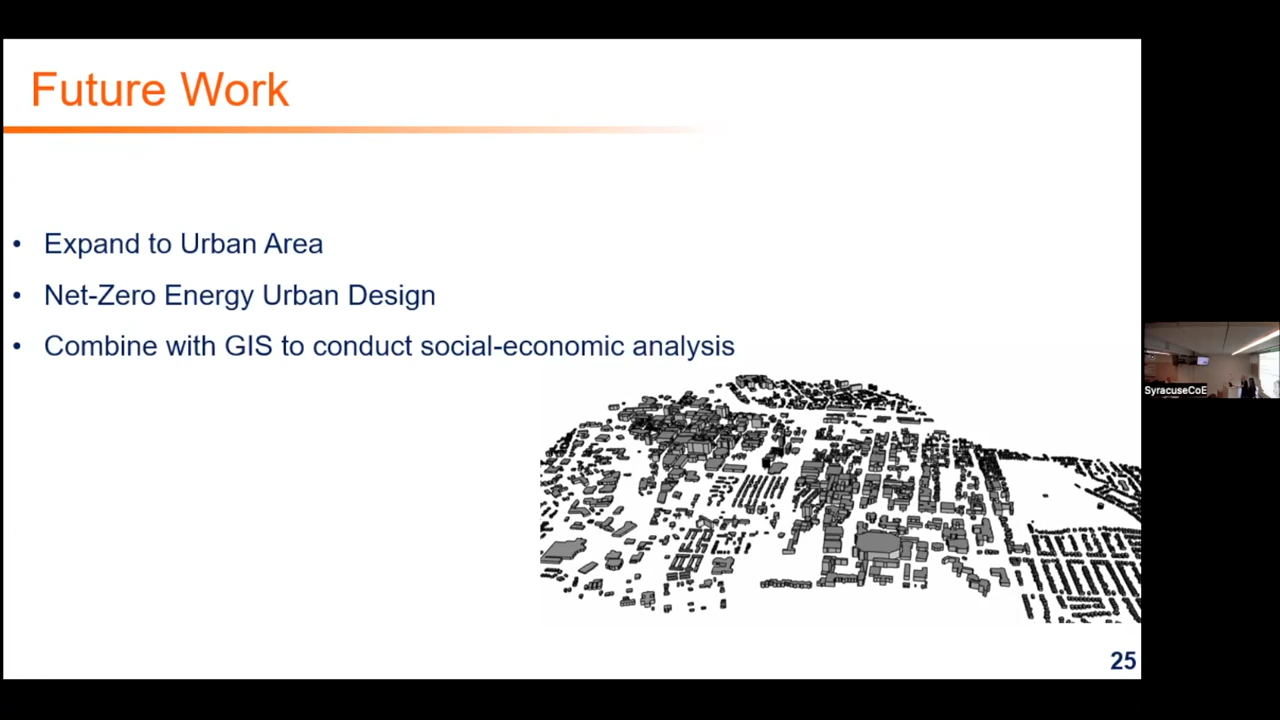 Future Work
• Expand to Urban Area
• Net-Zero Energy Urban Design
• Combine with GIS to conduct social-economic analysis
25
SyracuseCoE